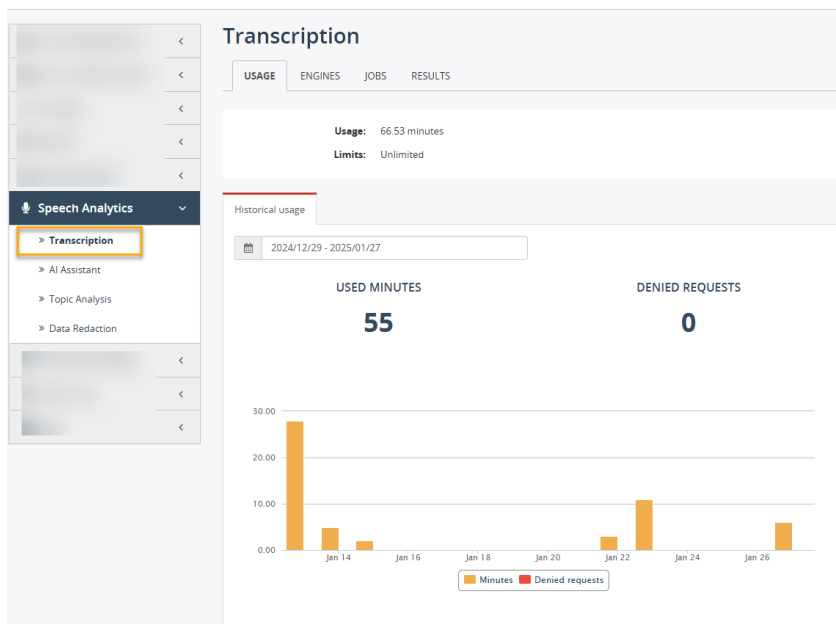 Transcription
USAGE ENGINES JOBS RESULTS
Usage: 66.53 minutes
Limits: Unlimited
Speech Analytics
» Transcription
» AI Assistant
» Topic Analysis
» Data Redaction
Historical usage
2024/12/29 - 2025/01/27
USED MINUTES DENIED REQUESTS
55 0
30.00
20.00
10.00
0.00
Jan 14 Jan 16 Jan 18 Jan 20 Jan 22 Jan 24 Jan 26
Minutes Denied requests